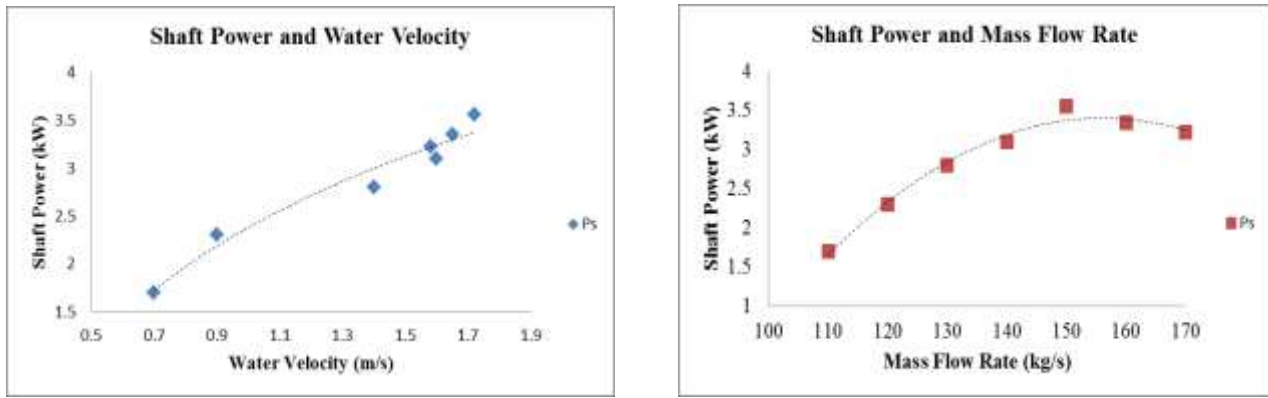 Shaft Power and Water Velocity
4
3.5
3
2.5
2
1.5
Shaft Power (kW)
0.5 0.7 0.9 1.1 1.3 1.5 1.7 1.9
Water Velocity (m/s)
Ps
Shaft Power and Mass Flow Rate
4
3.5
3
2.5
2
1.5
1
Shaft Power (kW)
100 110 120 130 140 150 160 170
Mass Flow Rate (kg/s)
Ps